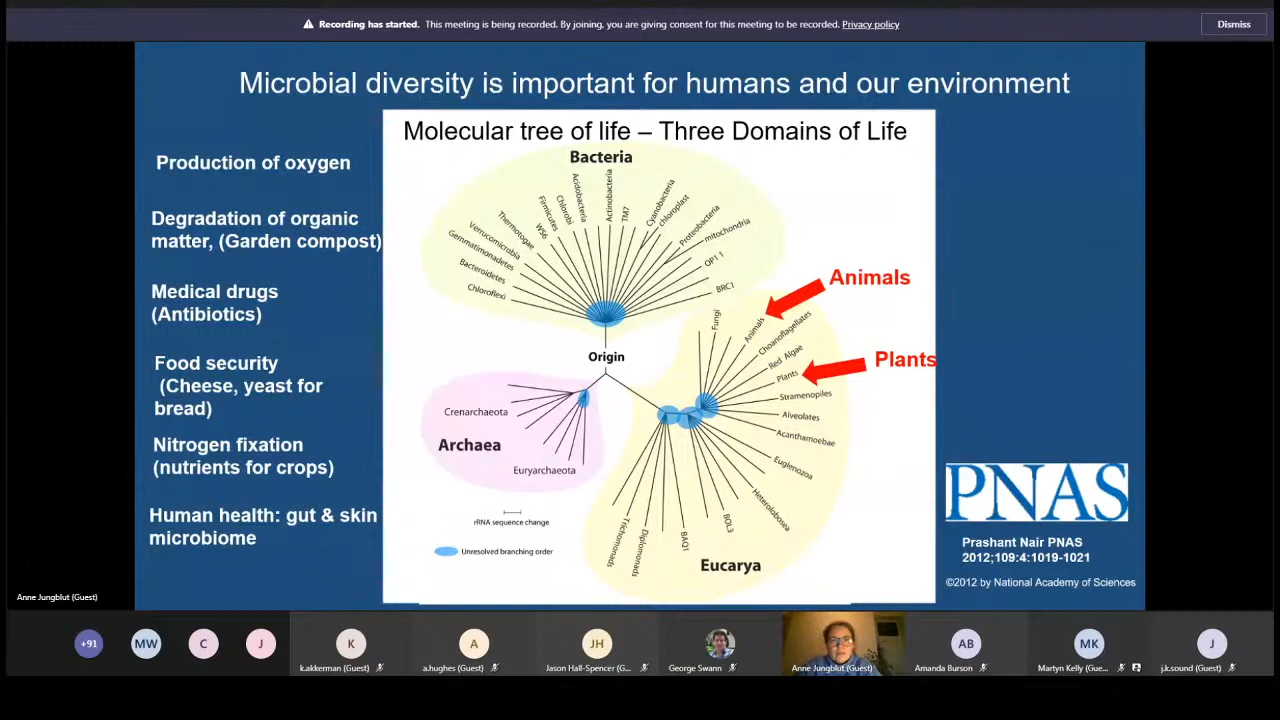 Recording has started. This meeting is being recorded. By joining, you are giving consent for this meeting to be recorded. Privacy policy
Dismiss
Microbial diversity is important for humans and our environment
Molecular tree of life – Three Domains of Life
Production of oxygen
Degradation of organic
matter, (Garden compost)
Medical drugs
(Antibiotics)
Food security
(Cheese, yeast for
bread)
Nitrogen fixation
(nutrients for crops)
Human health: gut & skin
microbiome
Bacteria
Chloroflexi
Bacteroidetes
Gemmatimonadetes
Verrucomicrobia
Thermotogae
WS6
Firmicutes
Chlorobi
Acidobacteria
Actinobacteria
TM7
Cyanobacteria
chloroplast
Proteobacteria
mitochondria
OP1 1
BRC1
Origin
Crenarchaeota
Archaea
Euryarchaeota
rRNA sequence change
Unresolved branching order
Fungi
Animals
Choanoflagellates
Red Algae
Plants
Stramenopiles
Alveolates
Acanthamoebae
Euglenozoa
Heterolobosea
BOL3
BAQ1
Diplomonads
Trichomonads
Eucarya
Animals
Plants
PNAS
Prashant Nair PNAS
2012;109:4:1019-1021
©2012 by National Academy of Sciences
Anne Jungblut (Guest)
+91
MW
C
J
K
k.akkerman (Guest)
A
a.hughes (Guest)
JH
Jason Hall-Spencer (G...
George Swann
Anne Jungblut (Guest)
AB
Amanda Burson
MK
Martyn Kelly (Gue...
J
j.k.sound (Guest)